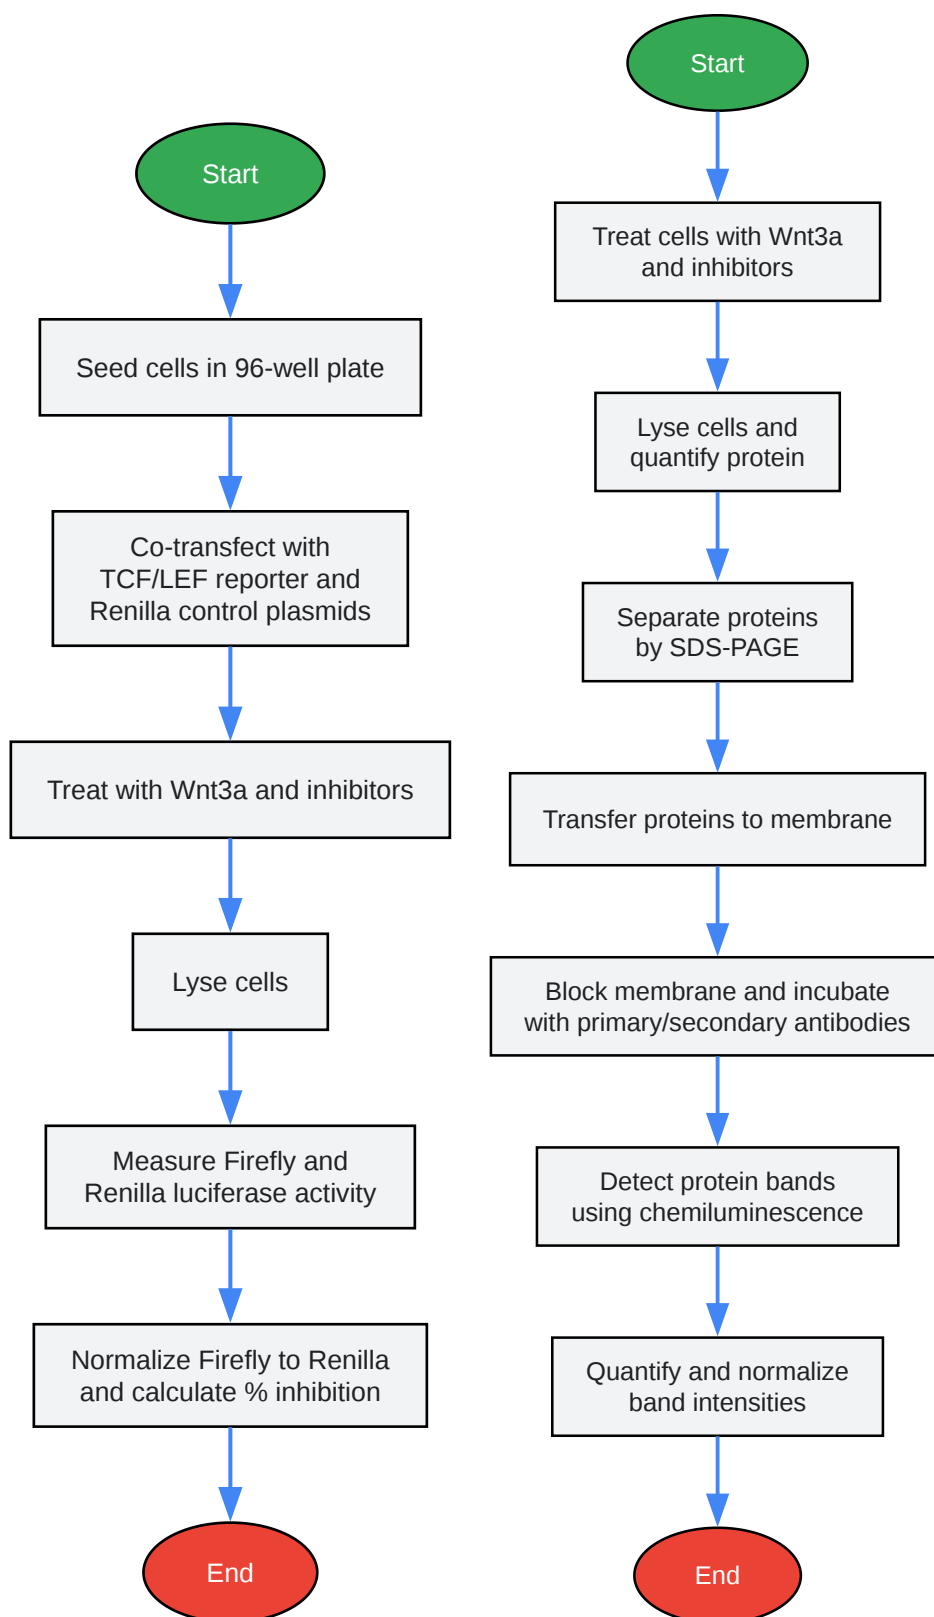 Start
Seed cells in 96-well plate
Co-transfect with
TCF/LEF reporter and
Renilla control plasmids
Treat with Wnt3a and inhibitors
Lyse cells
Measure Firefly and
Renilla luciferase activity
Normalize Firefly to Renilla
and calculate % inhibition
End
Start
Treat cells with Wnt3a
and inhibitors
Lyse cells and
quantify protein
Separate proteins
by SDS-PAGE
Transfer proteins to membrane
Block membrane and incubate
with primary/secondary antibodies
Detect protein bands
using chemiluminescence
Quantify and normalize
band intensities
End